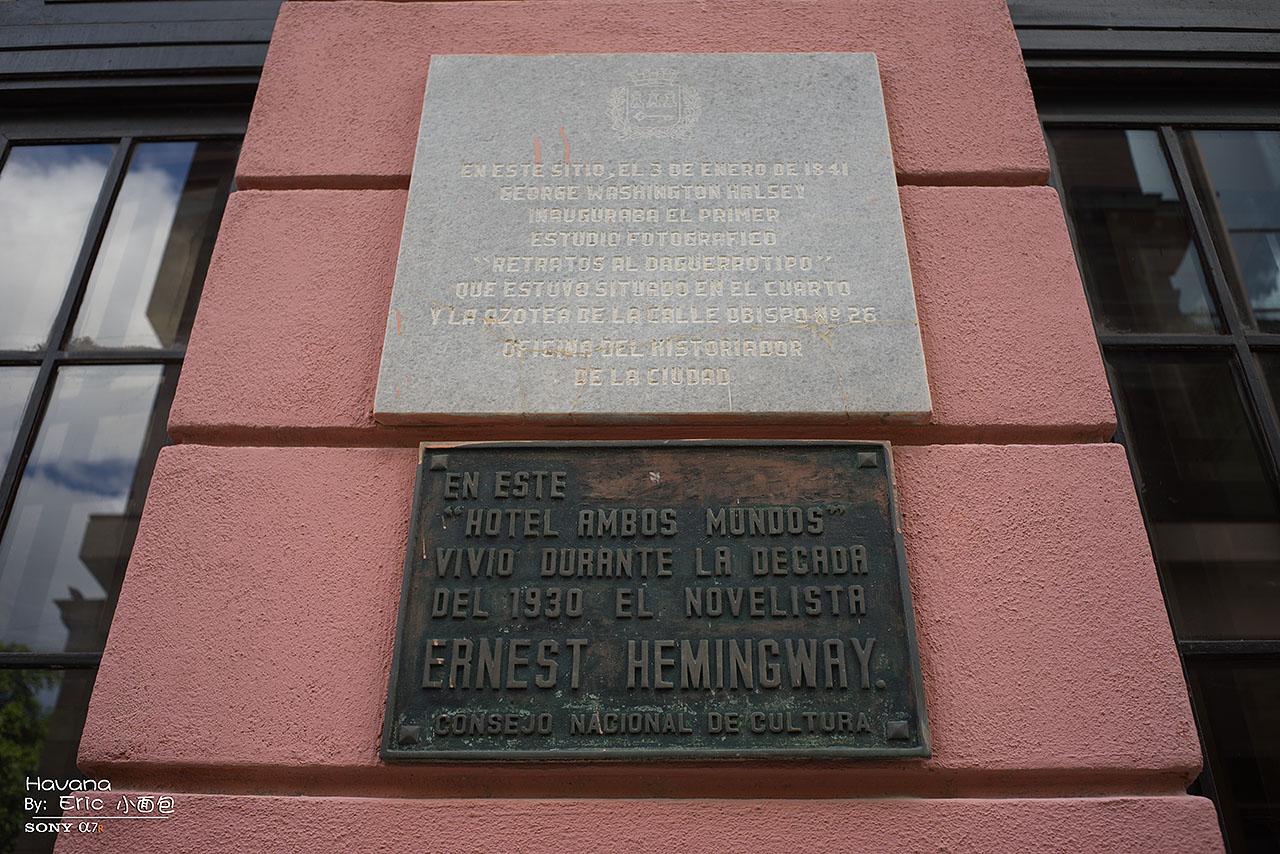 EN ESTE SITIO, EL 3 DE ENERO DE 1841
GEORGE WASHINGTON HALSEY
INAUGURABA EL PRIMER
ESTUDIO FOTOGRAFICO
"RETRATOS AL DAGUERROTIPO"
QUE ESTUVO SITUADO EN EL CUARTO
Y LA AZOTEA DE LA CALLE OBISPO Nº 26
OFICINA DEL HISTORIADOR
DE LA CIUDAD
EN ESTE
"HOTEL AMBOS MUNDOS"
VIVIO DURANTE LA DECADA
DEL 1930 EL NOVELISTA
ERNEST HEMINGWAY.
CONSEJO NACIONAL DE CULTURA
Havana
By: Eric 小面包
SONY α7R